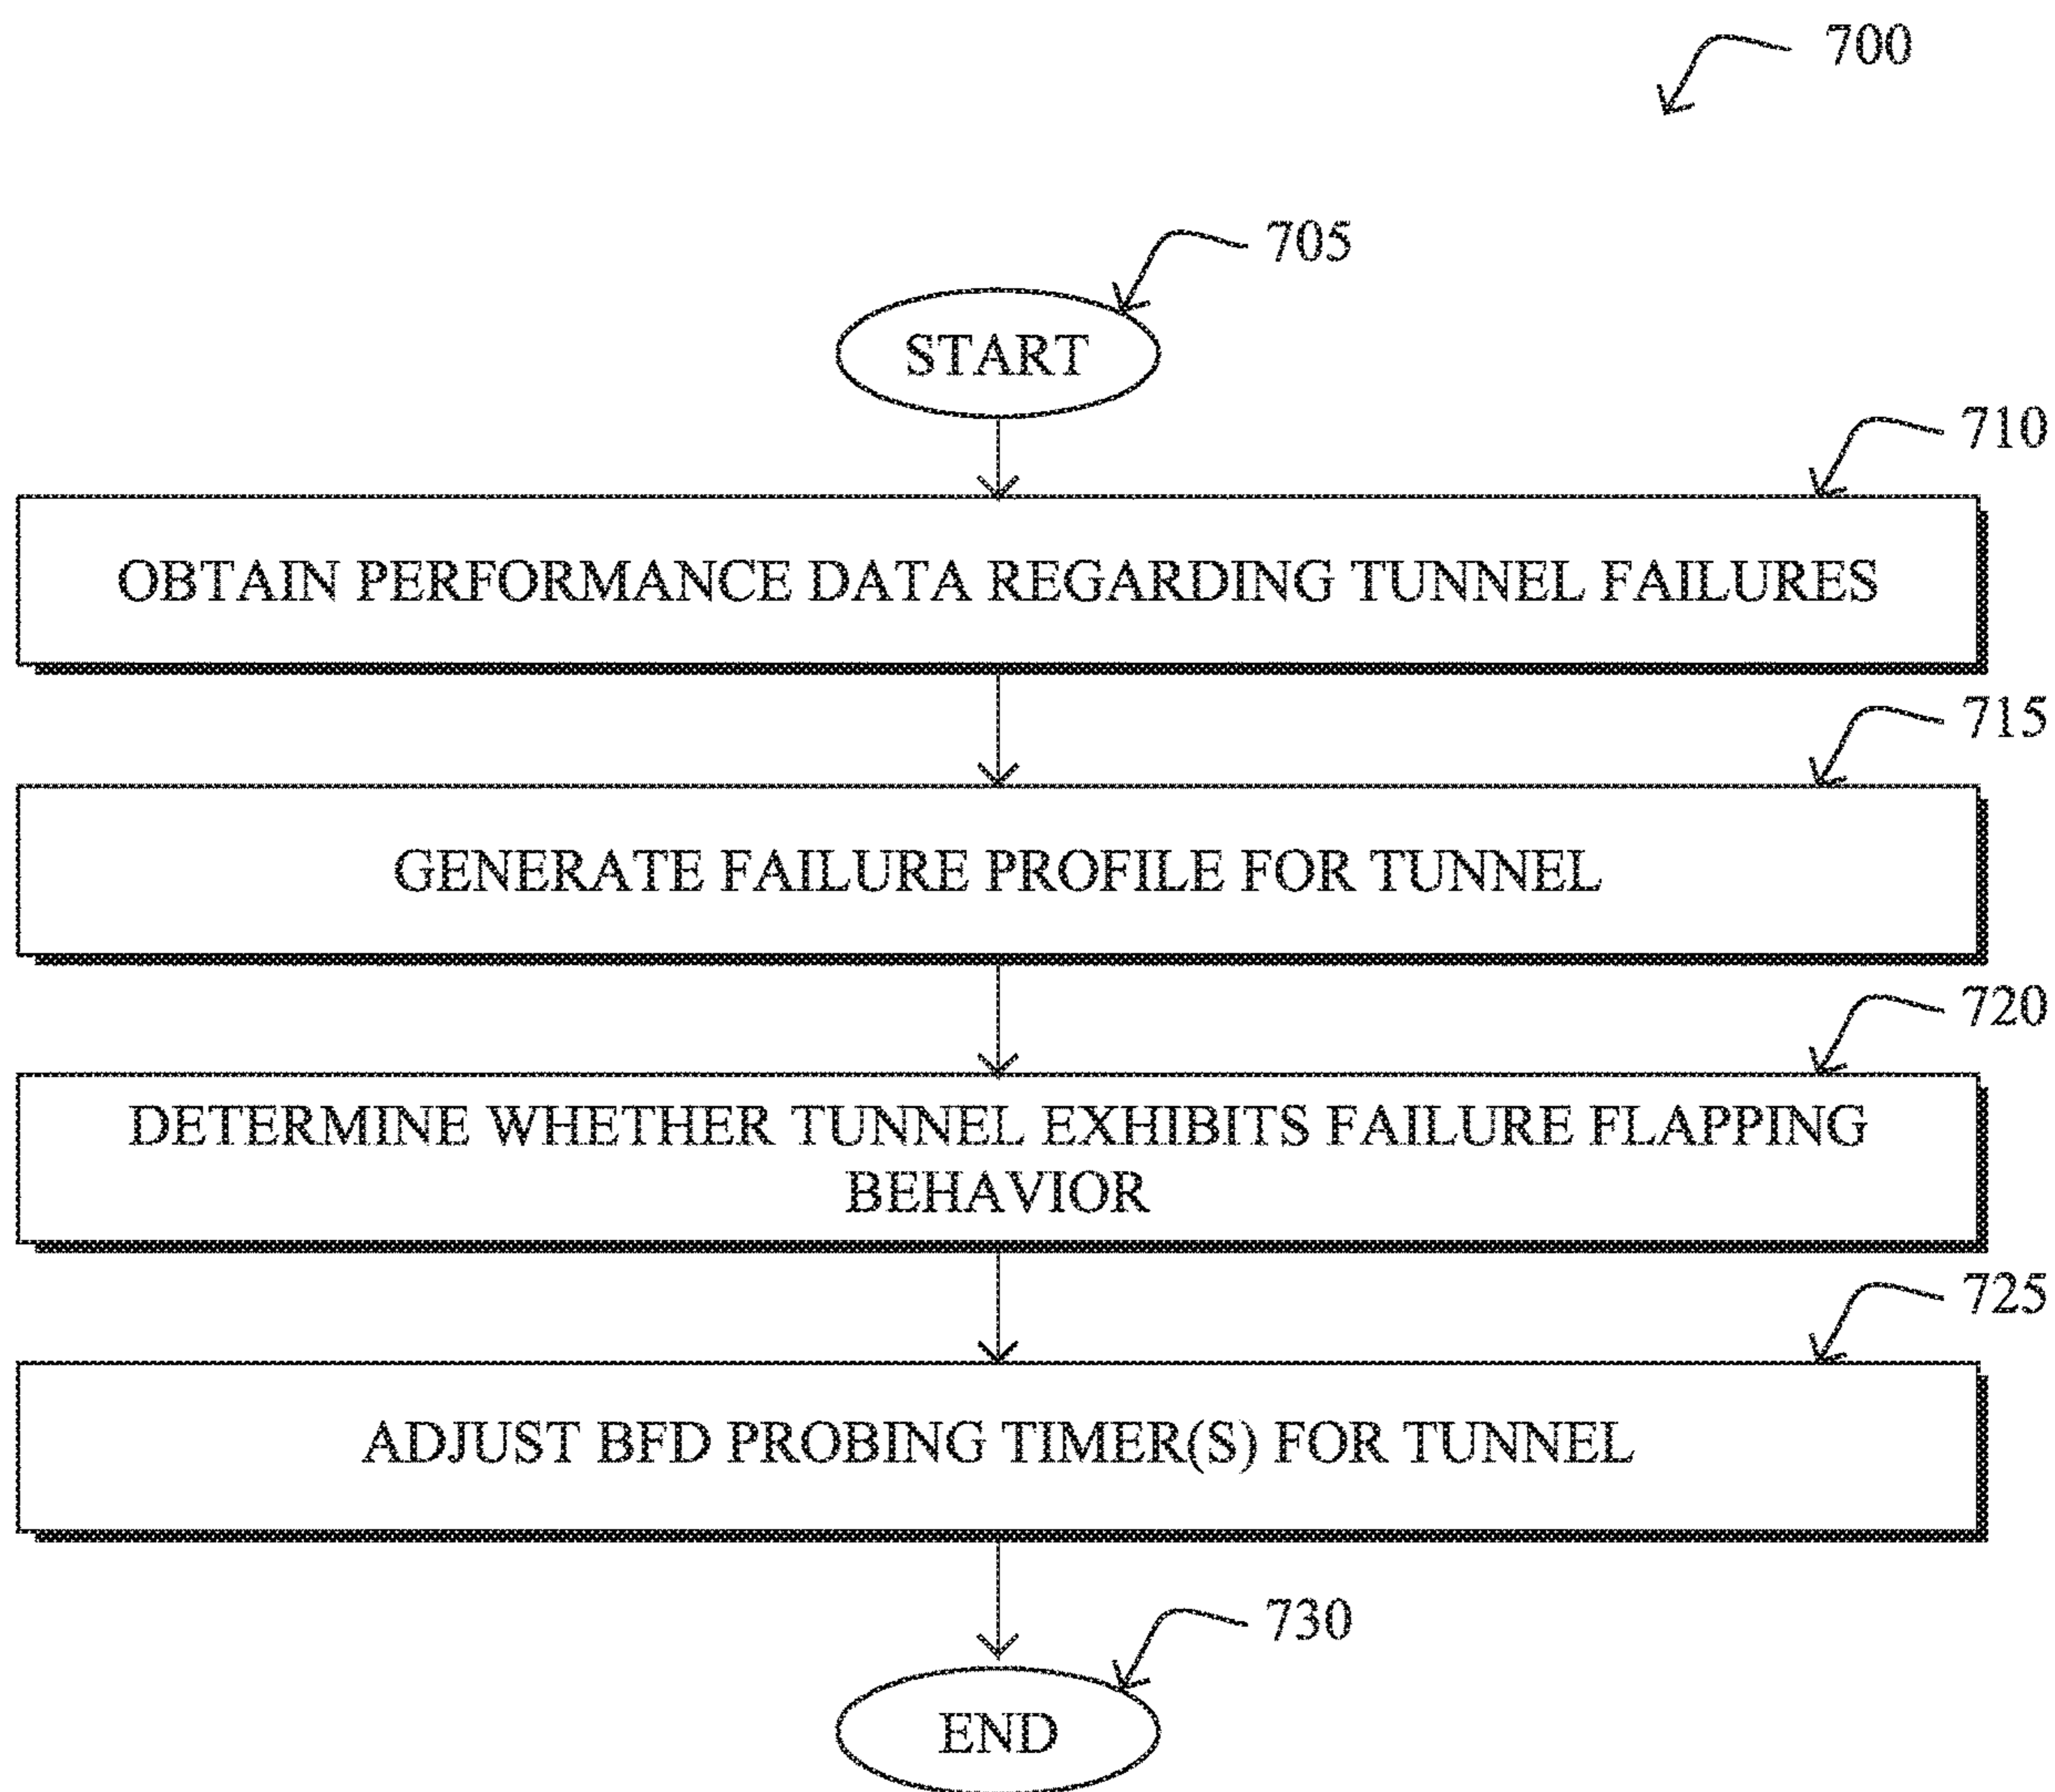 700
705
START
710
OBTAIN PERFORMANCE DATA REGARDING TUNNEL FAILURES
715
GENERATE FAILURE PROFILE FOR TUNNEL
720
DETERMINE WHETHER TUNNEL EXHIBITS FAILURE FLAPPING
BEHAVIOR
725
ADJUST BFD PROBING TIMER(S) FOR TUNNEL
730
END